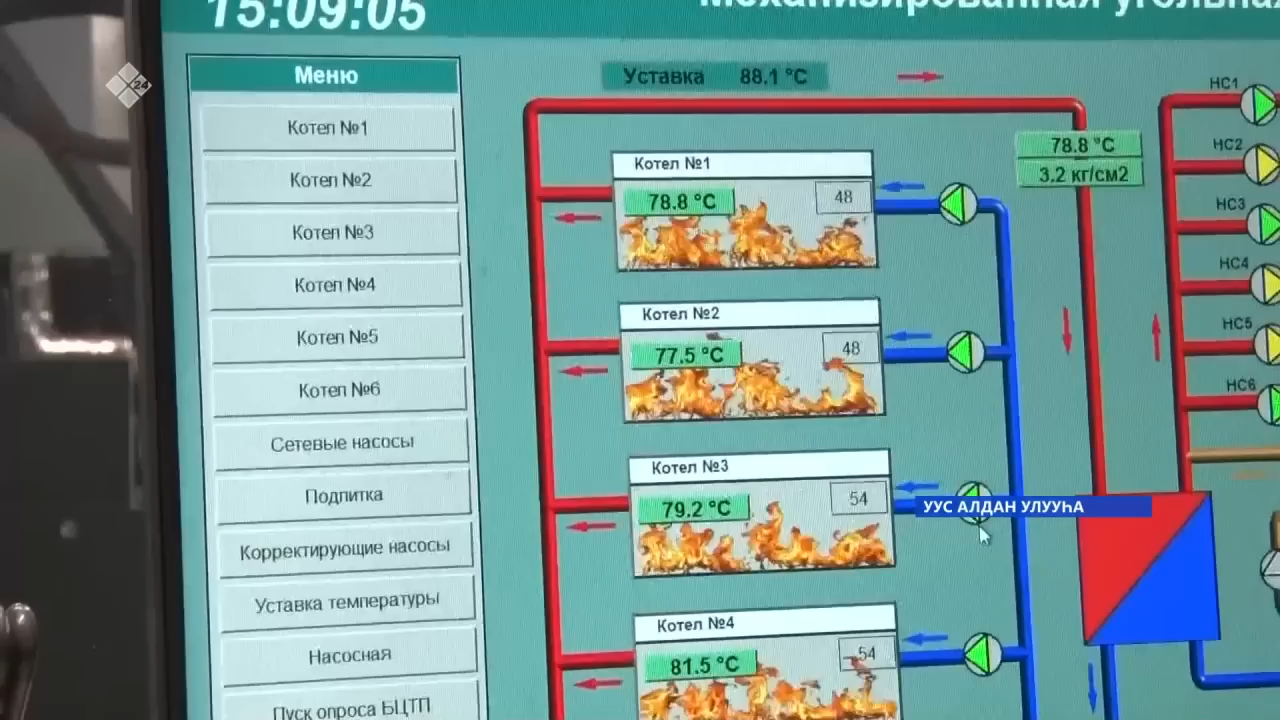 15:09:05
Механизированная угольная
Меню
Котел №1
Котел №2
Котел №3
Котел №4
Котел №5
Котел №6
Сетевые насосы
Подпитка
Корректирующие насосы
Уставка температуры
Насосная
Пуск опроса БЦТП
Уставка 88.1 °C
Котел №1
78.8 °C
48
Котел №2
77.5 °C
48
Котел №3
79.2 °C
54
Котел №4
81.5 °C
54
78.8 °C
3.2 кг/см2
НС1
НС2
НС3
НС4
НС5
НС6
УУС АЛДАН УЛУУҺА
X24